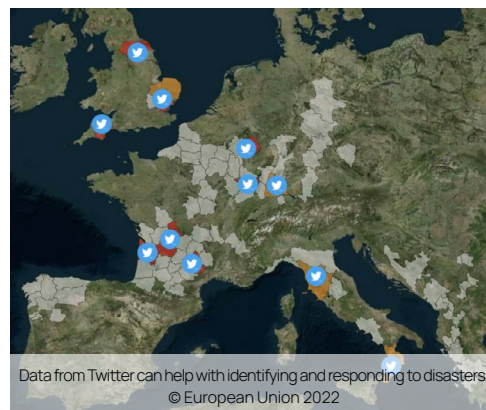 Data from Twitter can help with identifying and responding to disasters
© European Union 2022